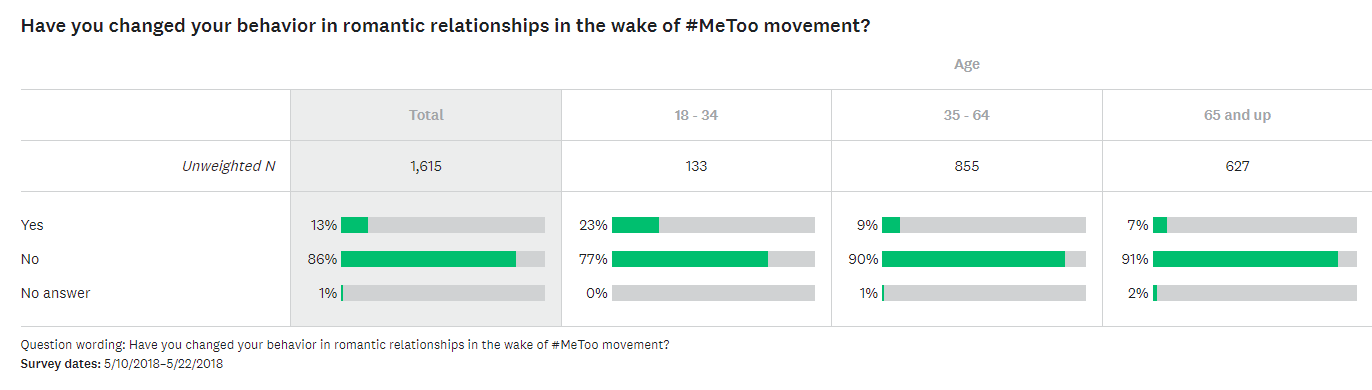 Have you changed your behavior in romantic relationships in the wake of #MeToo movement?
Age
Total 18 - 34 35 - 64 65 and up
Unweighted N 1,615 133 855 627
Yes 13% 23% 9% 7%
No 86% 77% 90% 91%
No answer 1% 0% 1% 2%
Question wording: Have you changed your behavior in romantic relationships in the wake of #MeToo movement?
Survey dates: 5/10/2018–5/22/2018